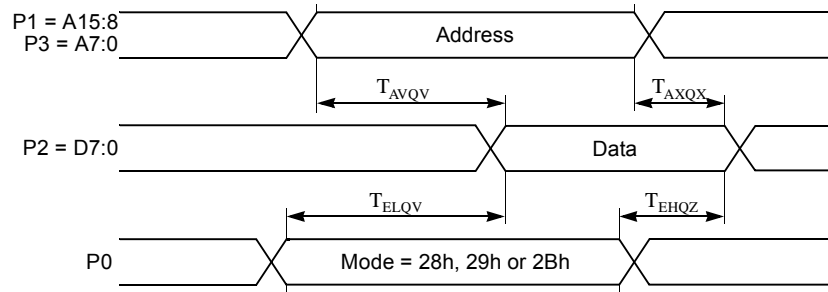 P1 = A15:8
P3 = A7:0
Address
TAVQV
TAXQX
P2 = D7:0
Data
TELQV
TEHQZ
P0
Mode = 28h, 29h or 2Bh